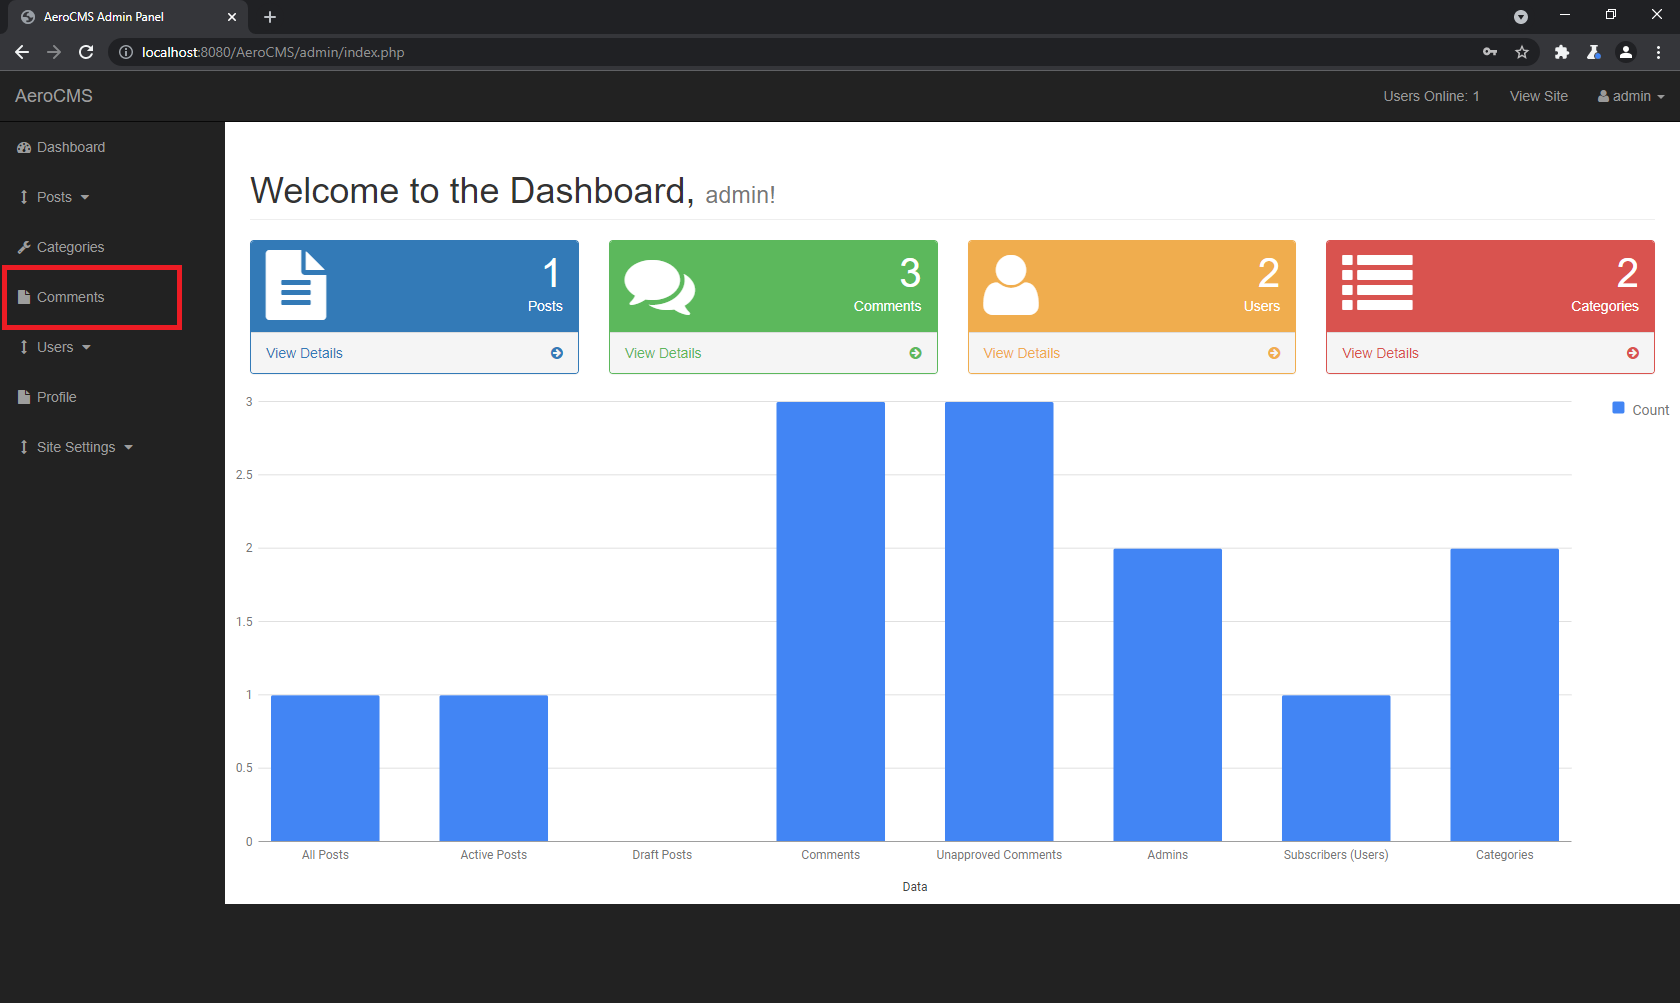 AeroCMS Admin Panel
localhost:8080/AeroCMS/admin/index.php
AeroCMS
Users Online: 1
View Site
admin
Dashboard
Posts
Categories
Comments
Users
Profile
Site Settings
Welcome to the Dashboard, admin!
1
Posts
View Details
3
Comments
View Details
2
Users
View Details
2
Categories
View Details
3
2.5
2
1.5
1
0.5
0
Count
All Posts
Active Posts
Draft Posts
Comments
Unapproved Comments
Admins
Subscribers (Users)
Categories
Data